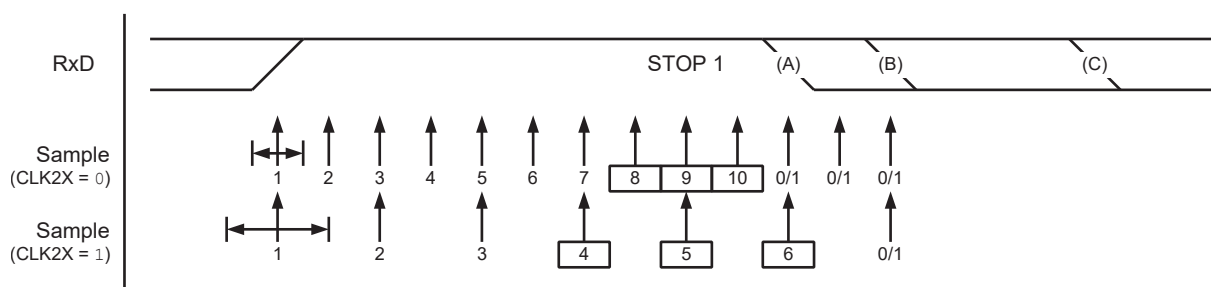 RxD STOP 1 (A) (B) (C)
Sample
(CLK2X = 0)
1 2 3 4 5 6 7 8 9 10 0/1 0/1 0/1
Sample
(CLK2X = 1)
1 2 3 4 5 6 0/1